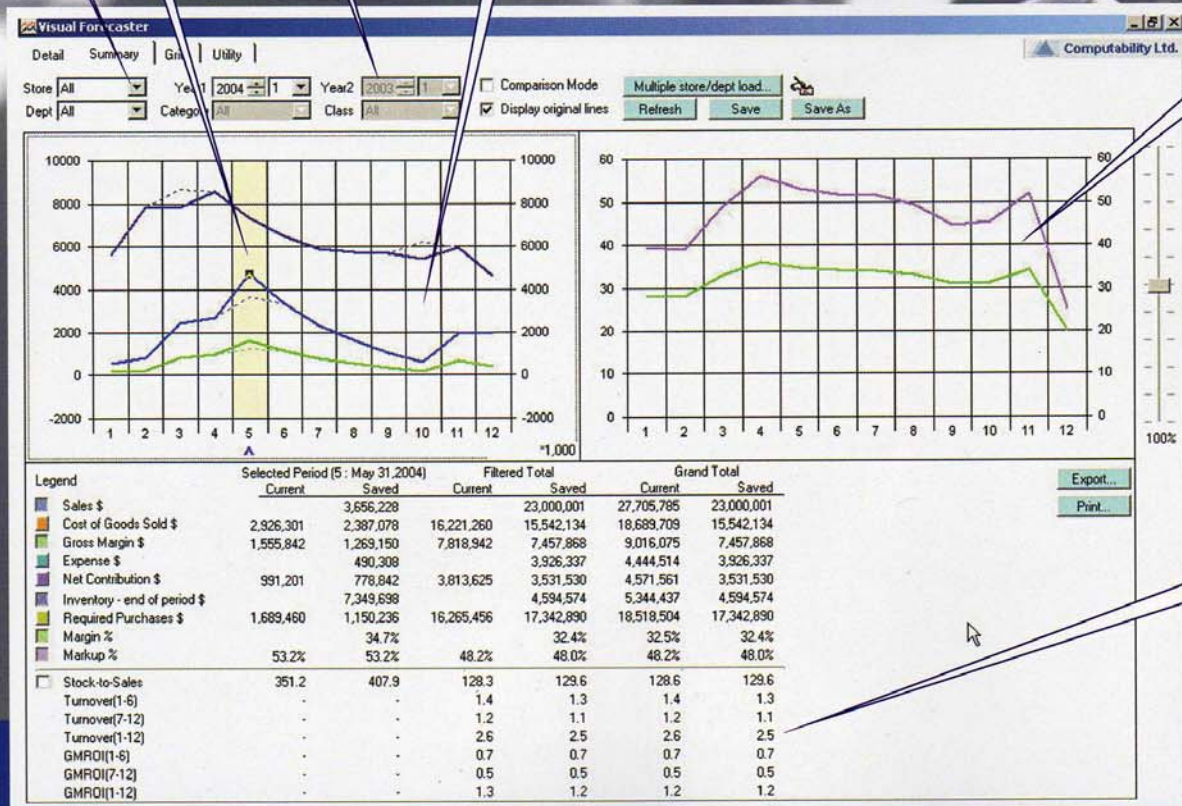 Visual Forecaster
Computability Ltd.
Detail Summary Grid Utility
Store All Year1 2004 1 Year2 2003 1 Comparison Mode Multiple store/dept load...
Dept All Category All Class All Display original lines Refresh Save Save As
10000 10000
8000 8000
6000 6000
4000 4000
2000 2000
0 0
-2000 -2000
1 2 3 4 5 6 7 8 9 10 11 12
*1,000
60 60
50 50
40 40
30 30
20 20
10 10
0 0
1 2 3 4 5 6 7 8 9 10 11 12
100%
Legend Selected Period (5 : May 31,2004) Filtered Total Grand Total
Current Saved Current Saved Current Saved
Sales $ 3,656,228 23,000,001 27,705,785 23,000,001
Cost of Goods Sold $ 2,926,301 2,387,078 16,221,260 15,542,134 18,689,709 15,542,134
Gross Margin $ 1,555,842 1,269,150 7,818,942 7,457,868 9,016,075 7,457,868
Expense $ 490,308 3,926,337 4,444,514 3,926,337
Net Contribution $ 991,201 778,842 3,813,625 3,531,530 4,571,561 3,531,530
Inventory - end of period $ 7,349,698 4,594,574 5,344,437 4,594,574
Required Purchases $ 1,689,460 1,150,236 16,265,456 17,342,890 18,518,504 17,342,890
Margin % 34.7% 32.4% 32.5% 32.4%
Markup % 53.2% 53.2% 48.2% 48.0% 48.2% 48.0%
Stock-to-Sales 351.2 407.9 128.3 129.6 128.6 129.6
Turnover(1-6) - - 1.4 1.3 1.4 1.3
Turnover(7-12) - - 1.2 1.1 1.2 1.1
Turnover(1-12) - - 2.6 2.5 2.6 2.5
GMROI(1-6) - - 0.7 0.7 0.7 0.7
GMROI(7-12) - - 0.5 0.5 0.5 0.5
GMROI(1-12) - - 1.3 1.2 1.2 1.2
Export...
Print...